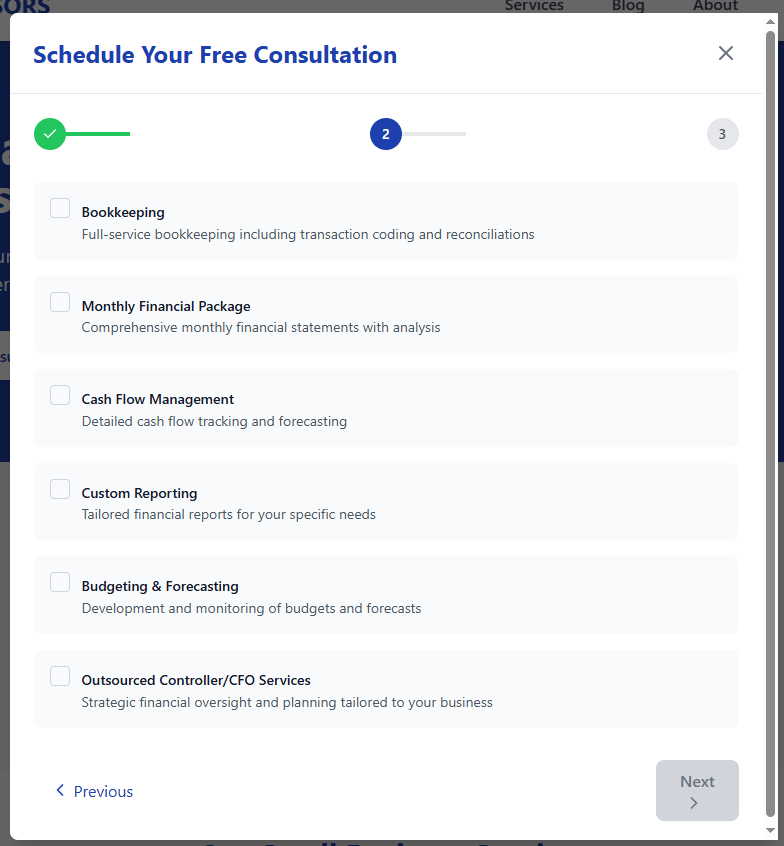 SORS
Services Blog About
Schedule Your Free Consultation
2
3
Bookkeeping
Full-service bookkeeping including transaction coding and reconciliations
Monthly Financial Package
Comprehensive monthly financial statements with analysis
Cash Flow Management
Detailed cash flow tracking and forecasting
Custom Reporting
Tailored financial reports for your specific needs
Budgeting & Forecasting
Development and monitoring of budgets and forecasts
Outsourced Controller/CFO Services
Strategic financial oversight and planning tailored to your business
Previous
Next